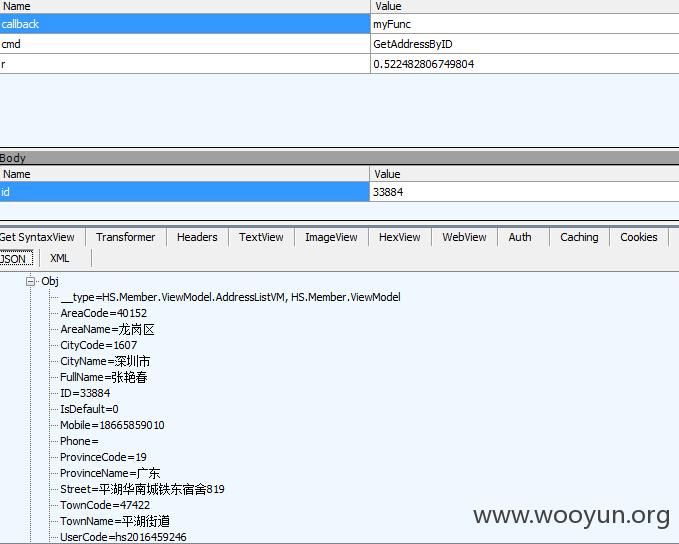 Name Value
callback myFunc
cmd GetAddressByID
r 0.522482806749804
Body
Name Value
id 33884
Get SyntaxView Transformer Headers TextView ImageView HexView WebView Auth Caching Cookies
JSON XML
Obj
__type=HS.Member.ViewModel.AddressListVM, HS.Member.ViewModel
AreaCode=40152
AreaName=龙岗区
CityCode=1607
CityName=深圳市
FullName=张艳春
ID=33884
IsDefault=0
Mobile=18665859010
Phone=
ProvinceCode=19
ProvinceName=广东
Street=平湖华南城铁东宿舍819
TownCode=47422
TownName=平湖街道
UserCode=hs2016459246
www.wooyun.org